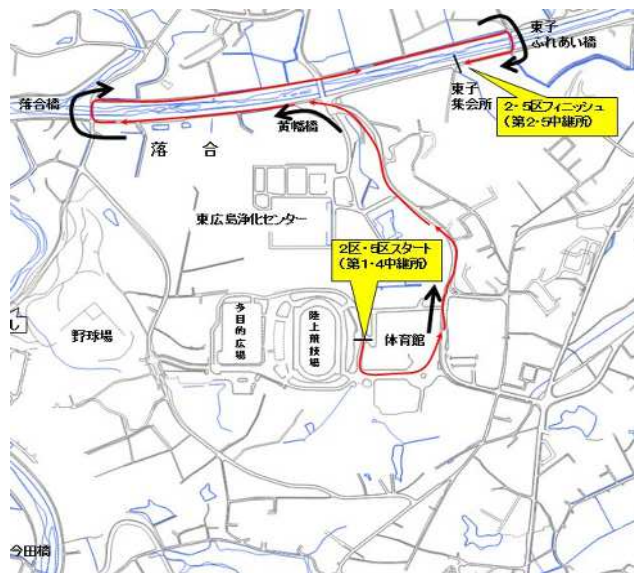 東子
ふれあい橋
落合橋
東子
集会所
2・5区フィニッシュ
(第2・5中継所)
黄幡橋
落合
東広島浄化センター
2区・5区スタート
(第1・4中継所)
し
野球場
多目的広場
陸上競技場
体育館
今田橋